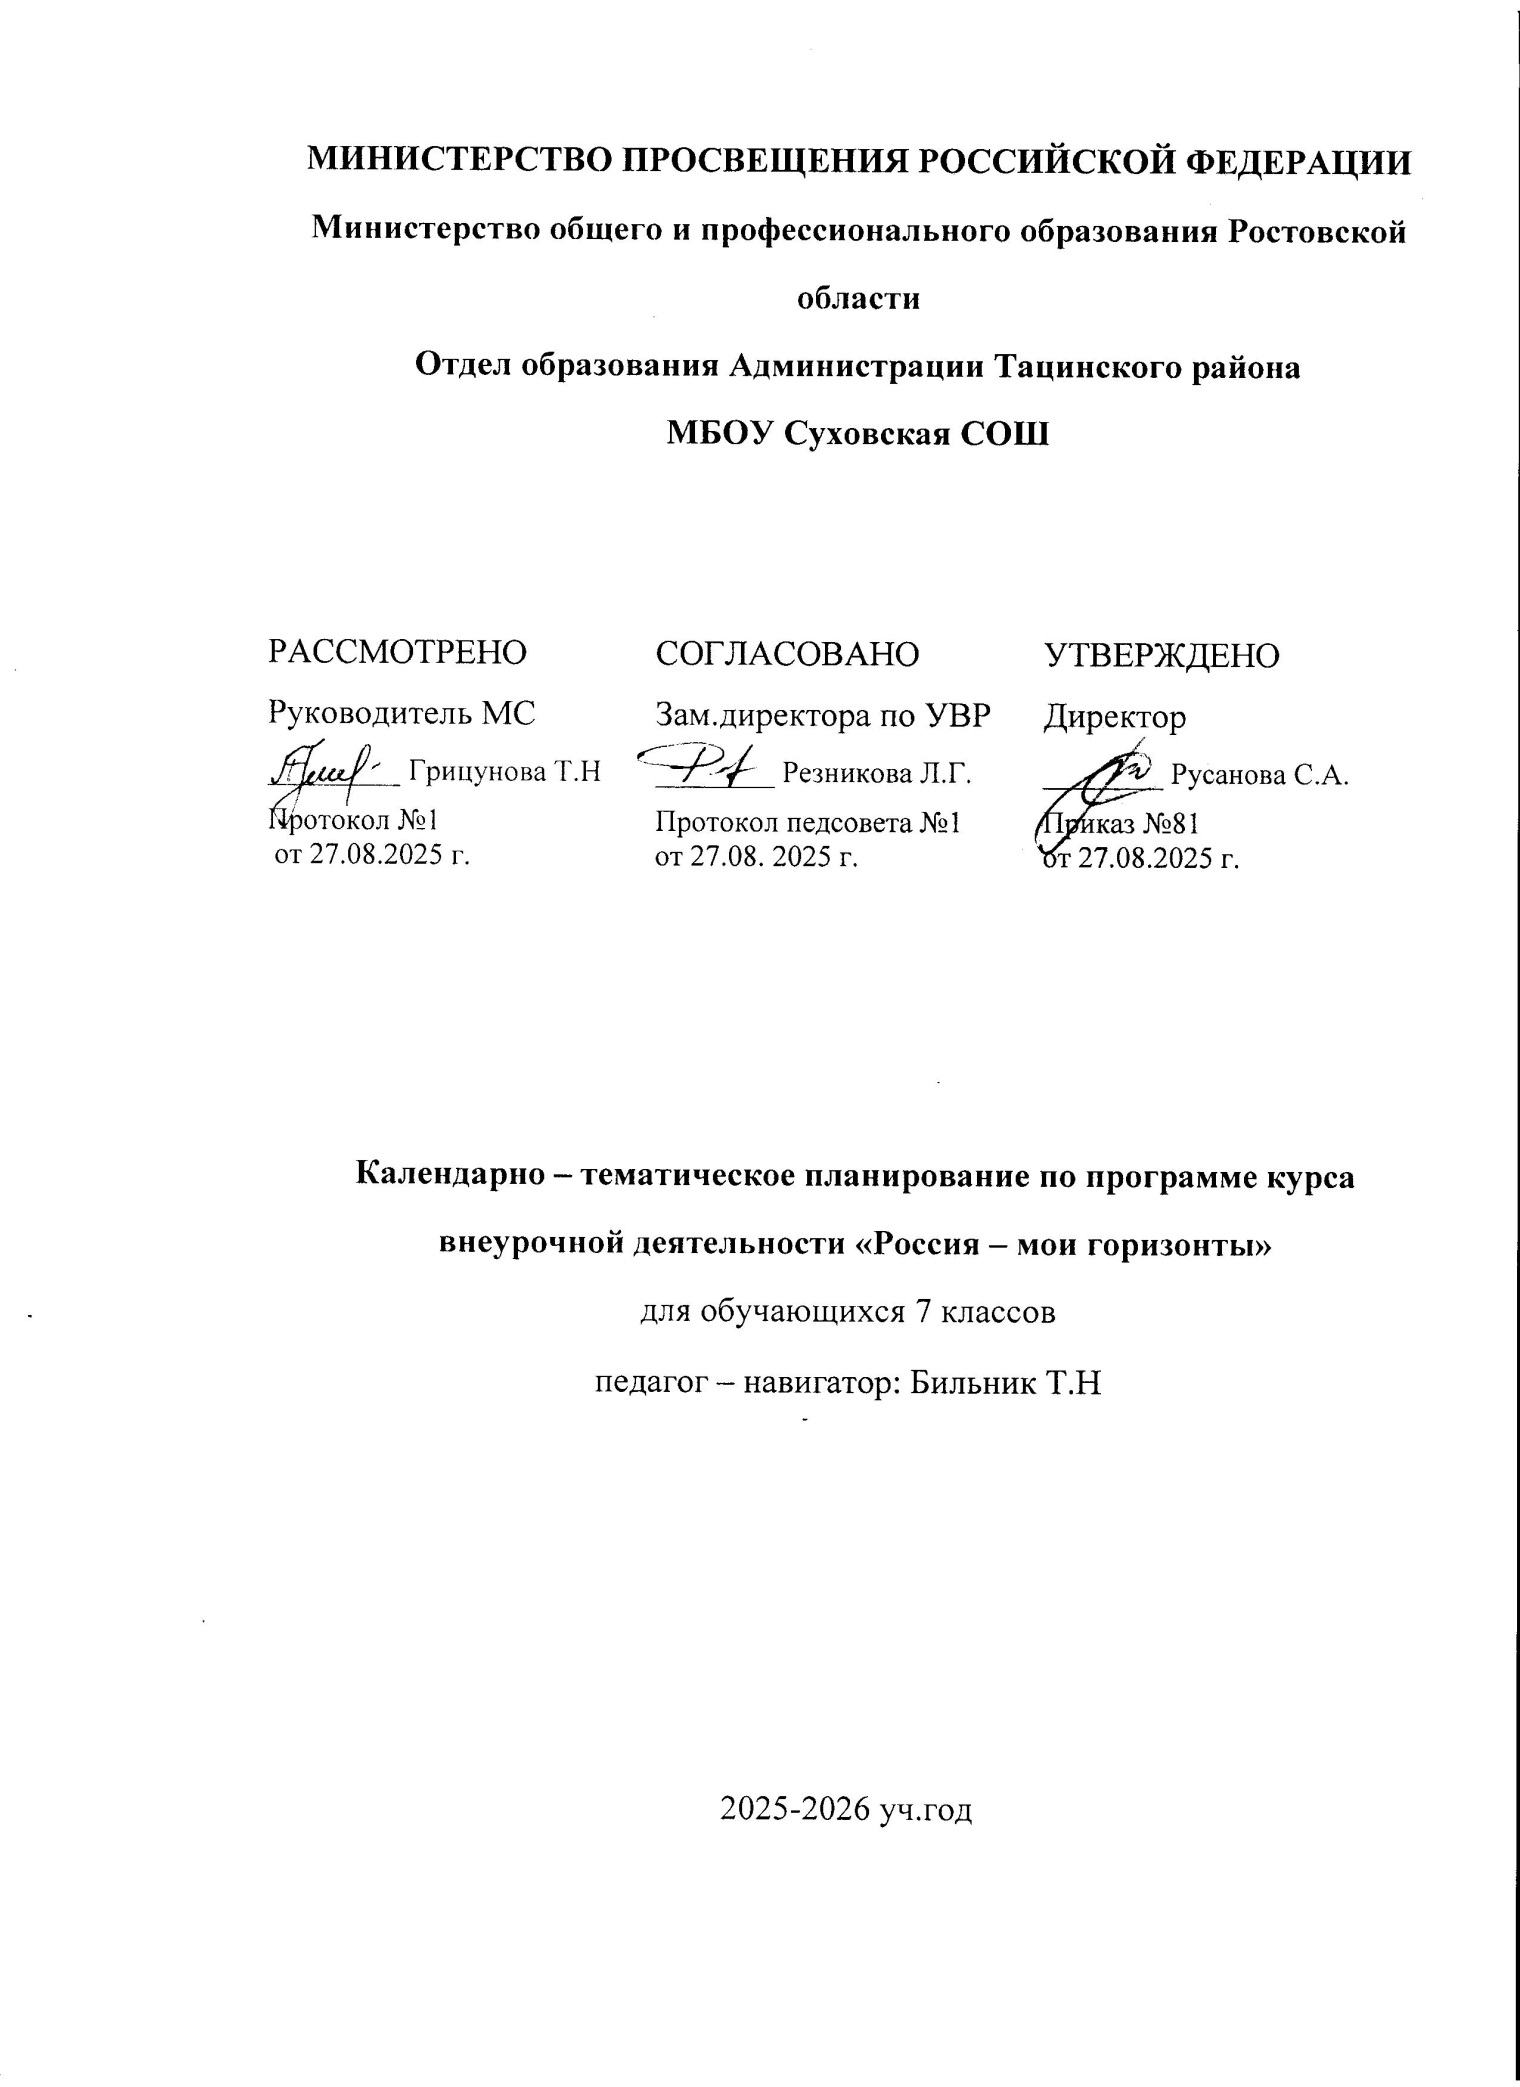 МИНИСТЕРСТВО ПРОСВЕЩЕНИЯ РОССИЙСКОЙ ФЕДЕРАЦИИ
Министерство общего и профессионального образования Ростовской
области
Отдел образования Администрации Тацинского района
МБОУ Суховская СОШ
РАССМОТРЕНО
Руководитель МС
Грицунова Т.Н
Протокол №1
от 27.08.2025 г.
СОГЛАСОВАНО
Зам.директора по УВР
Резникова Л.Г.
Протокол педсовета №1
от 27.08. 2025 г.
УТВЕРЖДЕНО
Директор
Русанова С.А.
Приказ №81
от 27.08.2025 г.
Календарно – тематическое планирование по программе курса
внеурочной деятельности «Россия – мои горизонты»
для обучающихся 7 классов
педагог – навигатор: Бильник Т.Н
2025-2026 уч.год